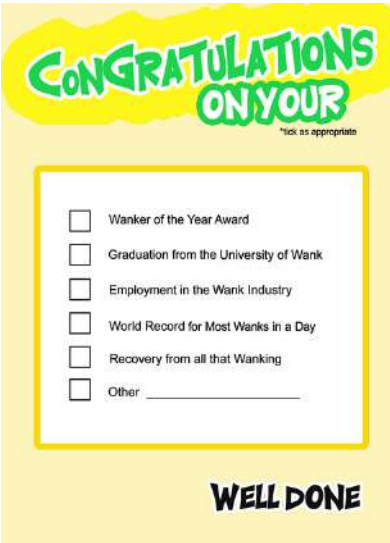 CONGRATULATIONS
ON YOUR
*tick as appropriate
Wanker of the Year Award
Graduation from the University of Wank
Employment in the Wank Industry
World Record for Most Wanks in a Day
Recovery from all that Wanking
Other ____________________
WELL DONE